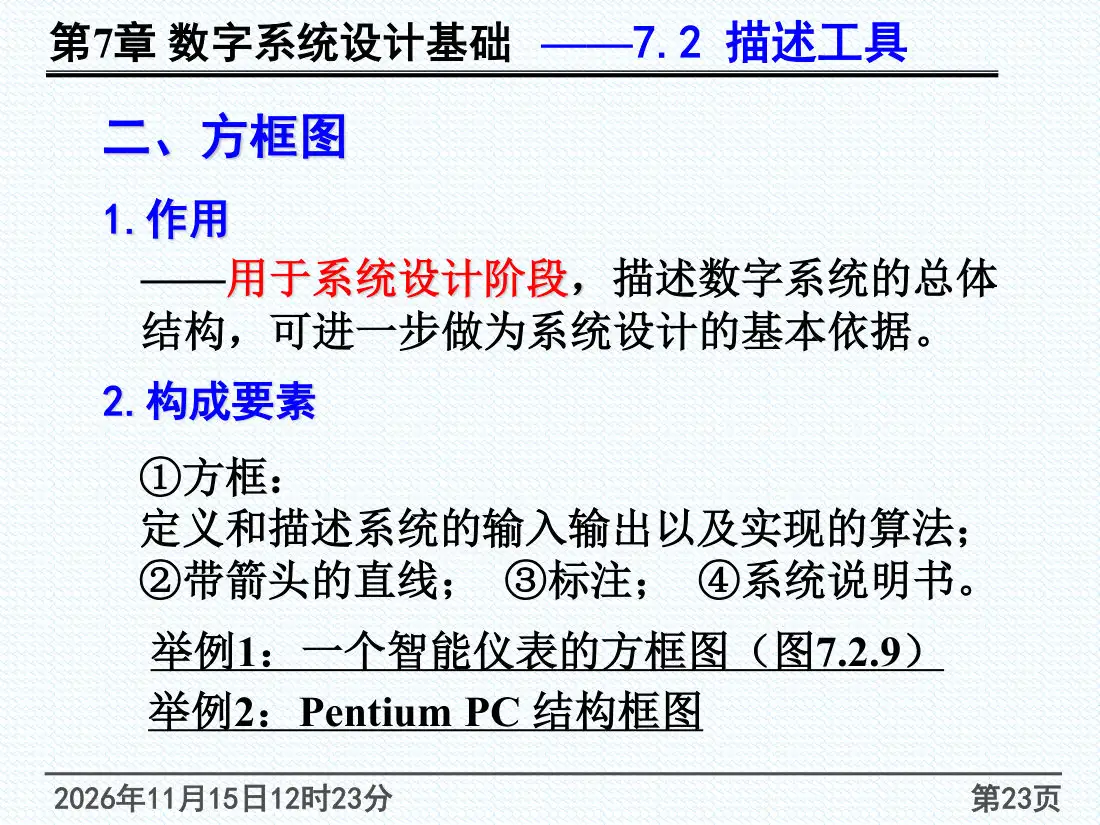 第7章 数字系统设计基础 ——7.2 描述工具
二、方框图
1.作用
——用于系统设计阶段，描述数字系统的总体
结构，可进一步做为系统设计的基本依据。
2.构成要素
①方框：
定义和描述系统的输入输出以及实现的算法；
②带箭头的直线； ③标注； ④系统说明书。
举例1：一个智能仪表的方框图（图7.2.9）
举例2：Pentium PC 结构框图
2026年11月15日12时23分 第23页